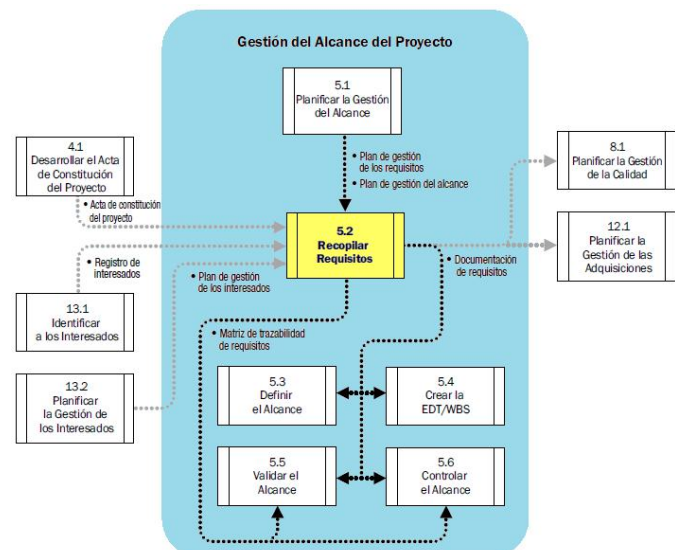 Gestión del Alcance del Proyecto
5.1
Planificar la Gestión
del Alcance
4.1
Desarrollar el Acta
de Constitución
del Proyecto
8.1
Planificar la Gestión
de la Calidad
• Plan de gestión
de los requisitos
• Plan de gestión del alcance
• Acta de constitución
del proyecto
5.2
Recopilar
Requisitos
12.1
Planificar la
Gestión de las
Adquisiciones
• Registro de
interesados
• Plan de gestión
de los interesados
• Documentación
de requisitos
13.1
Identificar
a los Interesados
• Matriz de trazabilidad
de requisitos
13.2
Planificar
la Gestión de
los Interesados
5.3
Definir
el Alcance
5.4
Crear la
EDT/WBS
5.5
Validar el
Alcance
5.6
Controlar
el Alcance